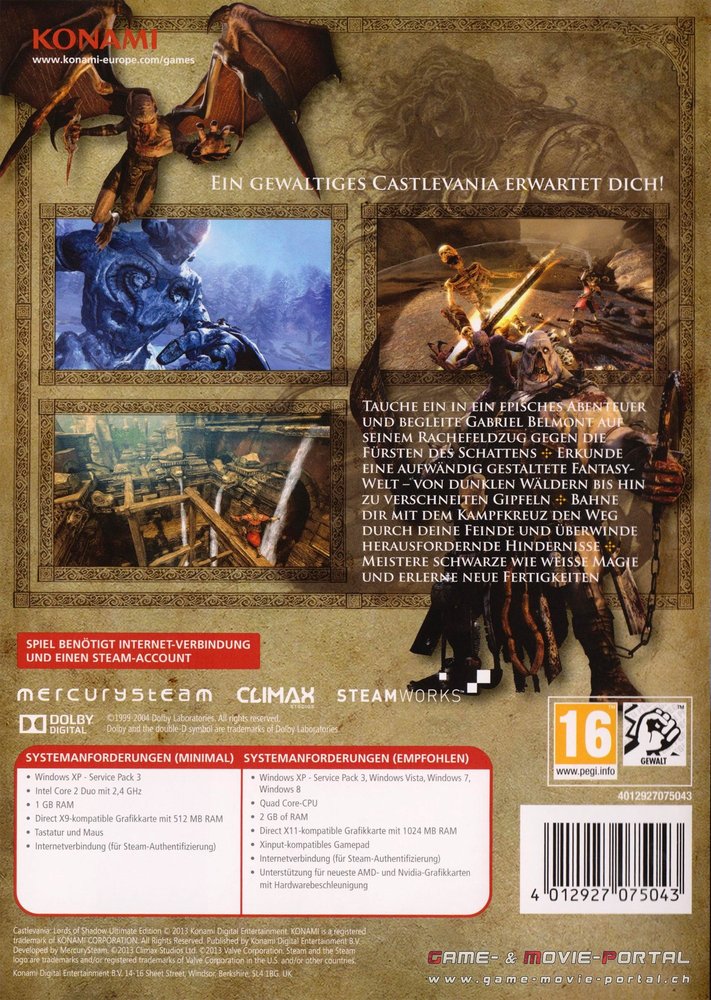 KONAMI
www.konami-europe.com/games
EIN GEWALTIGES CASTLEVANIA ERWARTET DICH!
TAUCHE EIN IN EIN EPISCHES ABENTEUER
UND BEGLEITE GABRIEL BELMONT AUF
SEINEM RACHEFELDZUG GEGEN DIE
FÜRSTEN DES SCHATTENS ✣ ERKUNDE
EINE AUFWÄNDIG GESTALTETE FANTASY-
WELT – VON DUNKLEN WÄLDERN BIS HIN
ZU VERSCHNEITEN GIPFELN ✣ BAHNE
DIR MIT DEM KAMPFKREUZ DEN WEG
DURCH DEINE FEINDE UND ÜBERWINDE
HERAUSFORDERNDE HINDERNISSE ✣
MEISTERE SCHWARZE WIE WEISSE MAGIE
UND ERLERNE NEUE FERTIGKEITEN
SPIEL BENÖTIGT INTERNET-VERBINDUNG
UND EINEN STEAM-ACCOUNT
mercurysteam CLIMAX STUDIOS STEAMWORKS
DOLBY DIGITAL
©1999-2004 Dolby Laboratories. All rights reserved.
Dolby and the double-D symbol are trademarks of Dolby Laboratories.
16
www.pegi.info
GEWALT
™
™
SYSTEMANFORDERUNGEN (MINIMAL)
• Windows XP - Service Pack 3
• Intel Core 2 Duo mit 2,4 GHz
• 1 GB RAM
• Direct X9-kompatible Grafikkarte mit 512 MB RAM
• Tastatur und Maus
• Internetverbindung (für Steam-Authentifizierung)
SYSTEMANFORDERUNGEN (EMPFOHLEN)
• Windows XP - Service Pack 3, Windows Vista, Windows 7,
Windows 8
• Quad Core-CPU
• 2 GB of RAM
• Direct X11-kompatible Grafikkarte mit 1024 MB RAM
• Xinput-kompatibles Gamepad
• Internetverbindung (für Steam-Authentifizierung)
• Unterstützung für neueste AMD- und Nvidia-Grafikkarten
mit Hardwarebeschleunigung
4012927075043
4 012927 075043
Castlevania: Lords of Shadow Ultimate Edition © 2013 Konami Digital Entertainment. KONAMI is a registered
trademark of KONAMI CORPORATION. All Rights Reserved. Published by Konami Digital Entertainment B.V.
Developed by MercurySteam. ©2013 Climax Studios Ltd. ©2013 Valve Corporation. Steam and the Steam
logo are trademarks and/or registered trademarks of Valve Corporation in the U.S. and/or other countries.
Konami Digital Entertainment B.V. 14-16 Sheet Street, Windsor, Berkshire, SL4 1BG. UK
GAME- & MOVIE-PORTAL
www.game-movie-portal.ch